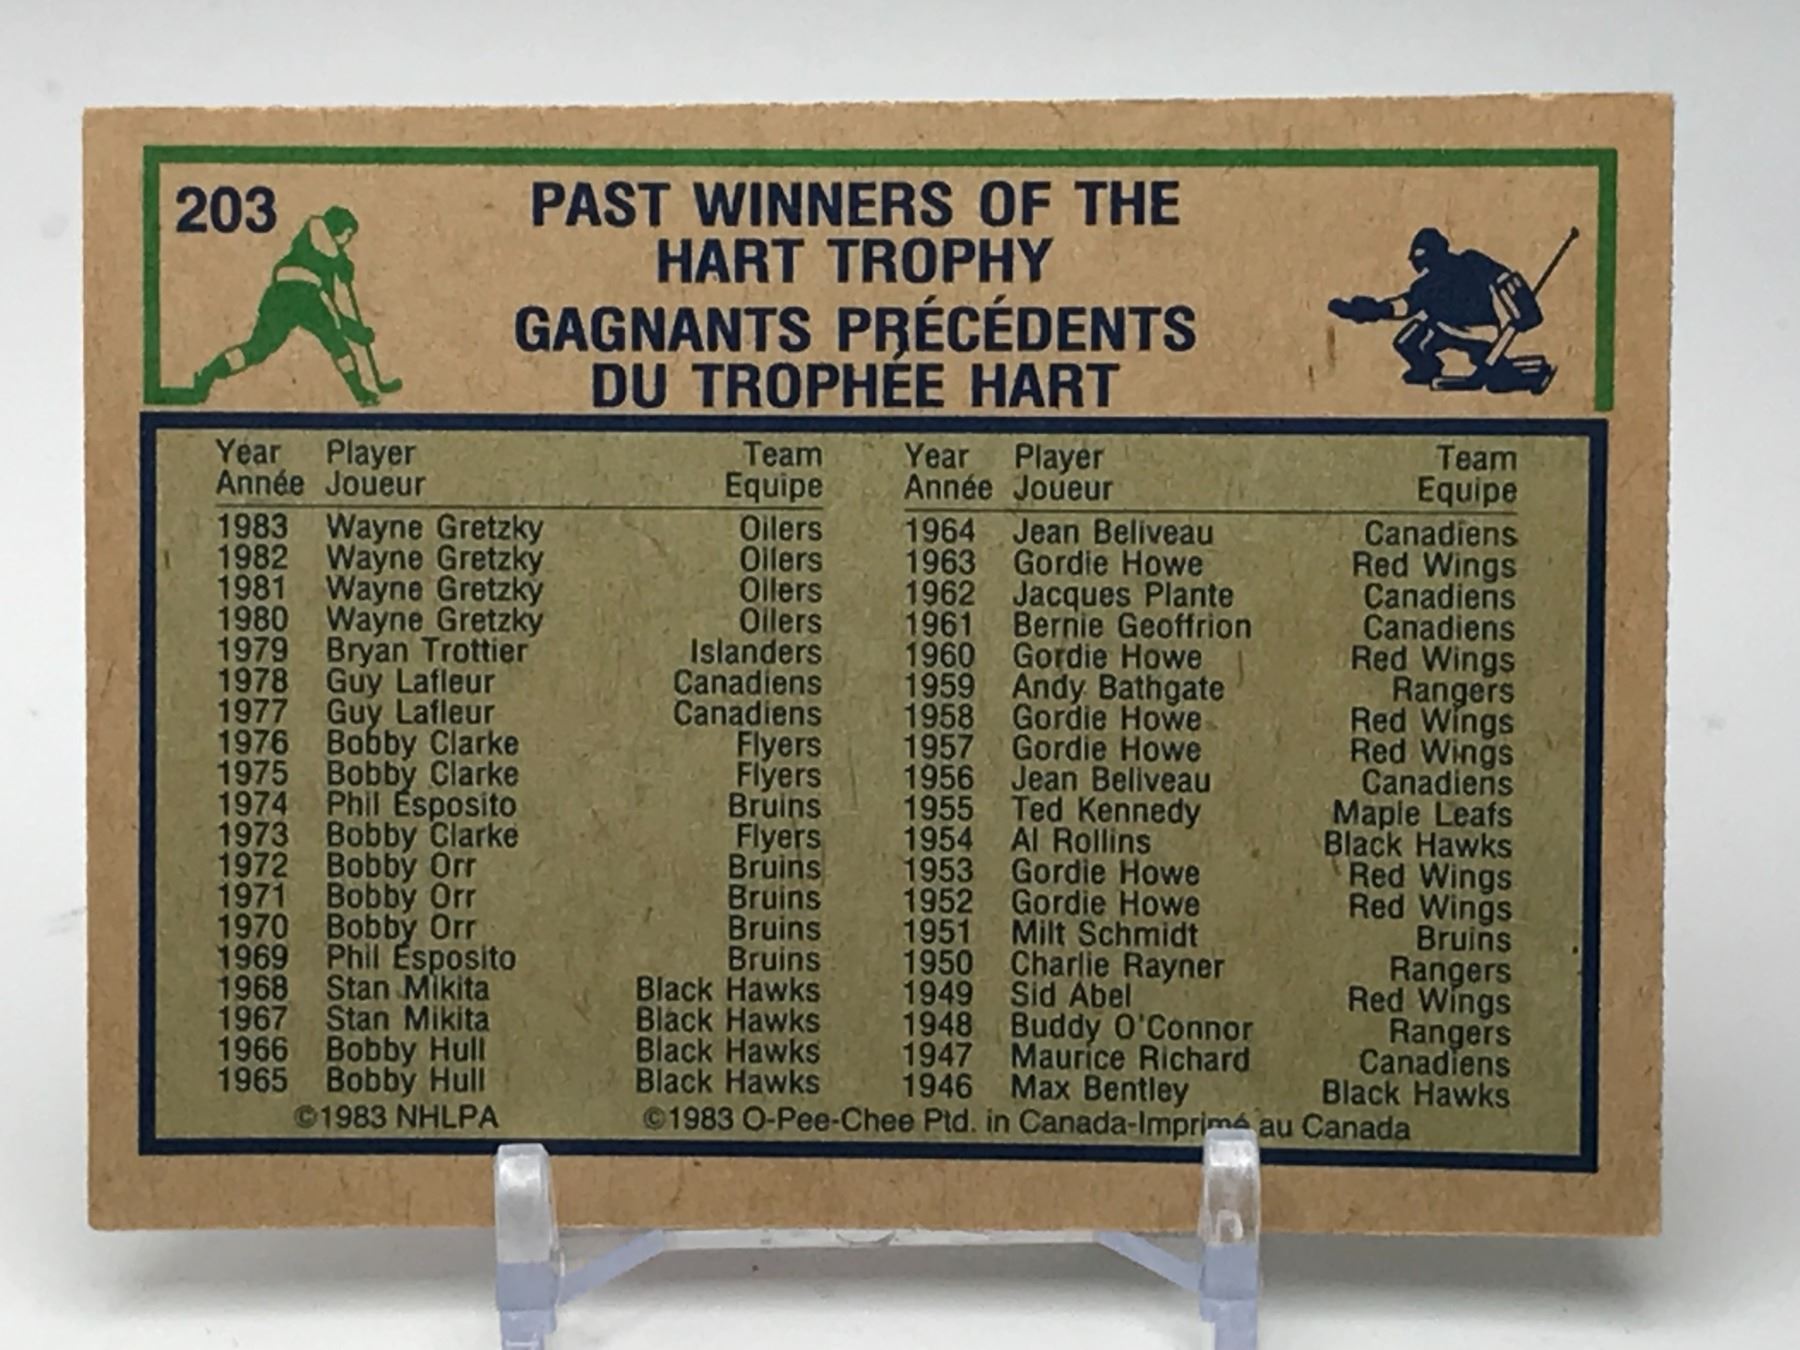 203
PAST WINNERS OF THE
HART TROPHY
GAGNANTS PRÉCÉDENTS
DU TROPHÉE HART
Year Player Team
Année Joueur Equipe
1983 Wayne Gretzky Oilers
1982 Wayne Gretzky Oilers
1981 Wayne Gretzky Oilers
1980 Wayne Gretzky Oilers
1979 Bryan Trottier Islanders
1978 Guy Lafleur Canadiens
1977 Guy Lafleur Canadiens
1976 Bobby Clarke Flyers
1975 Bobby Clarke Flyers
1974 Phil Esposito Bruins
1973 Bobby Clarke Flyers
1972 Bobby Orr Bruins
1971 Bobby Orr Bruins
1970 Bobby Orr Bruins
1969 Phil Esposito Bruins
1968 Stan Mikita Black Hawks
1967 Stan Mikita Black Hawks
1966 Bobby Hull Black Hawks
1965 Bobby Hull Black Hawks
Year Player Team
Année Joueur Equipe
1964 Jean Beliveau Canadiens
1963 Gordie Howe Red Wings
1962 Jacques Plante Canadiens
1961 Bernie Geoffrion Canadiens
1960 Gordie Howe Red Wings
1959 Andy Bathgate Rangers
1958 Gordie Howe Red Wings
1957 Gordie Howe Red Wings
1956 Jean Beliveau Canadiens
1955 Ted Kennedy Maple Leafs
1954 Al Rollins Black Hawks
1953 Gordie Howe Red Wings
1952 Gordie Howe Red Wings
1951 Milt Schmidt Bruins
1950 Charlie Rayner Rangers
1949 Sid Abel Red Wings
1948 Buddy O'Connor Rangers
1947 Maurice Richard Canadiens
1946 Max Bentley Black Hawks
©1983 NHLPA ©1983 O-Pee-Chee Ptd. in Canada-Imprimé au Canada